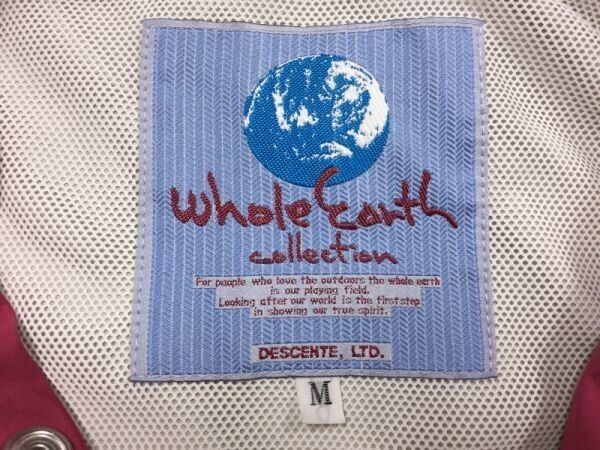 Whole Earth
collection
For people who love the outdoors the whole earth
is our playing field.
Looking after our world is the first step
in showing our true spirit.
DESCENTE, LTD.
M